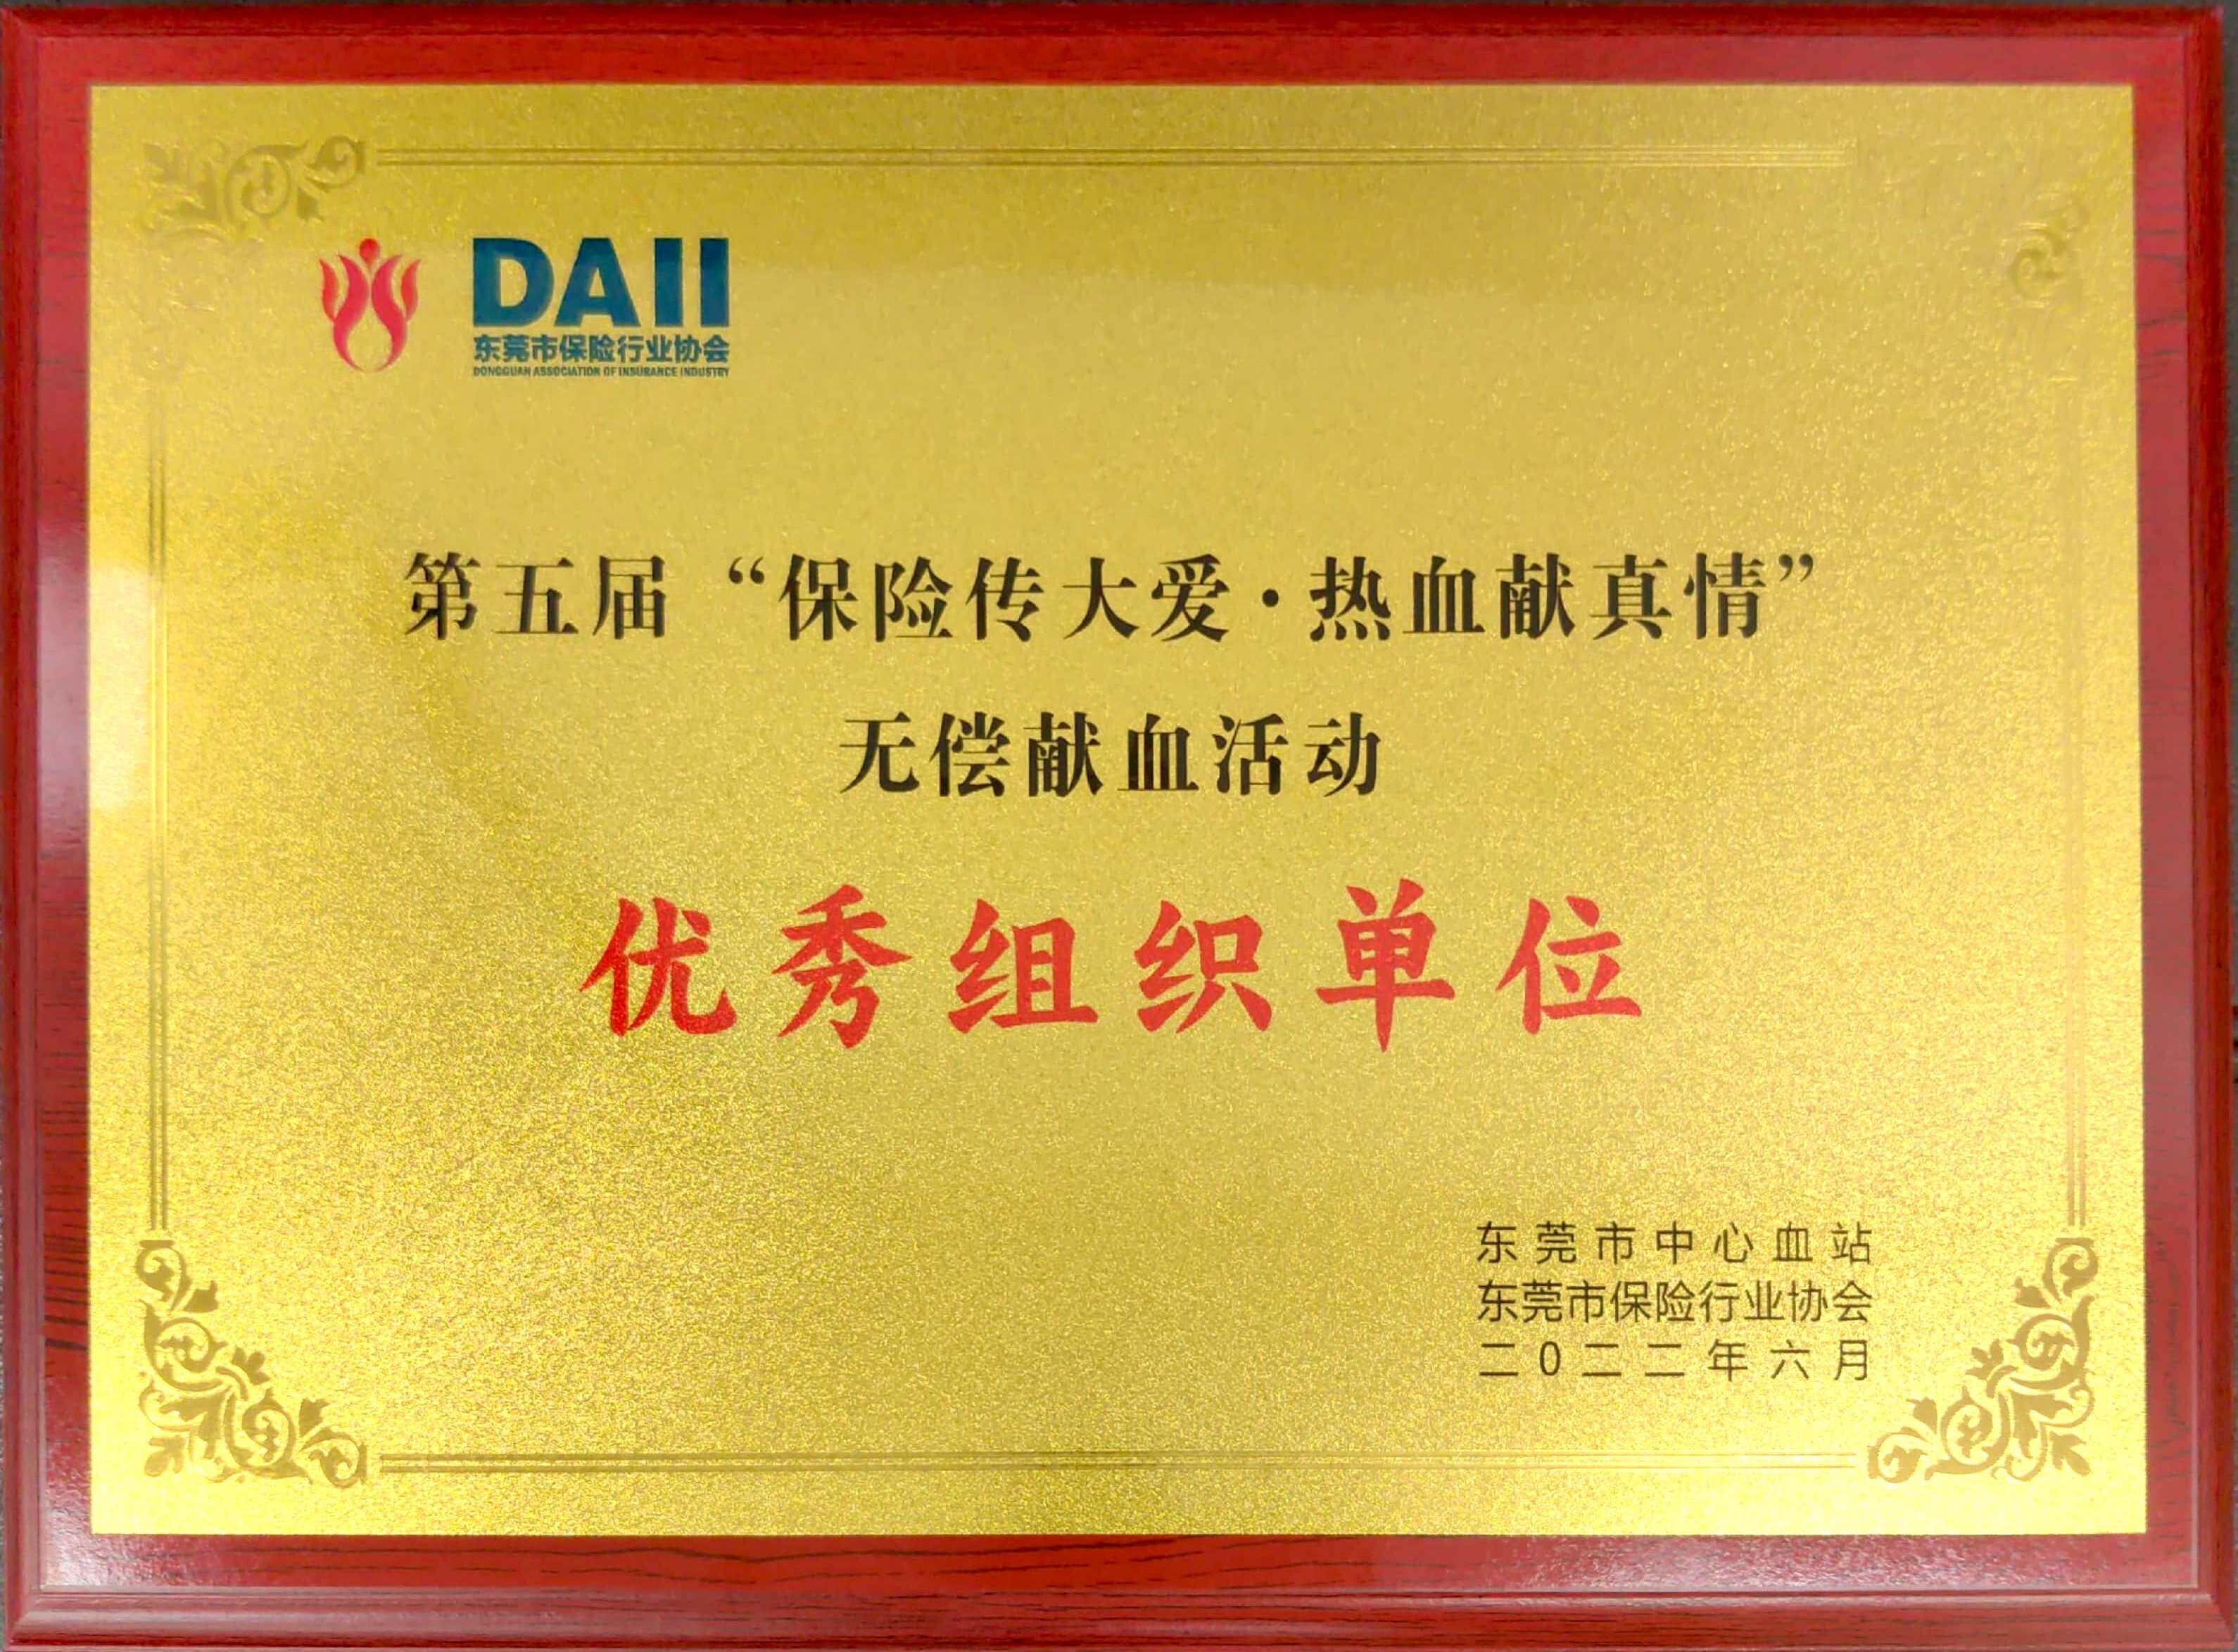 DAII
东莞市保险行业协会
DONGGUAN ASSOCIATION OF INSURANCE INDUSTRY
第五届“保险传大爱·热血献真情”
无偿献血活动
优秀组织单位
东莞市中心血站
东莞市保险行业协会
二0二二年六月